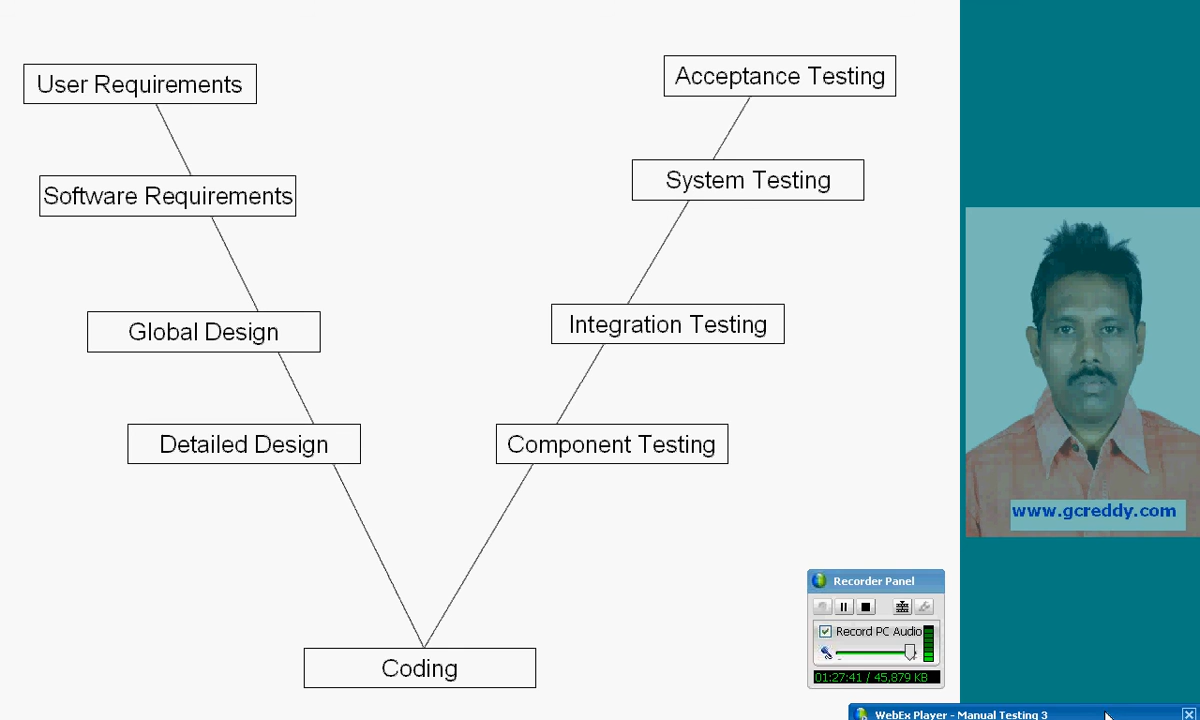 User Requirements
Acceptance Testing
Software Requirements
System Testing
Global Design
Integration Testing
Detailed Design
Component Testing
Coding
www.gcreddy.com
Recorder Panel
Record PC Audio
01:27:41 / 45,879 KB
WebEx Player - Manual Testing 3